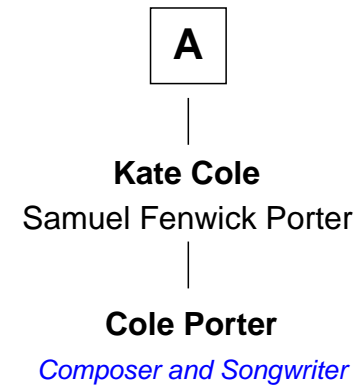 A
Kate Cole
Samuel Fenwick Porter
Cole Porter
Composer and Songwriter